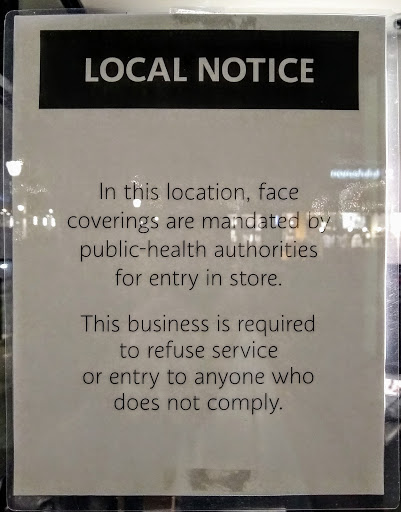 LOCAL NOTICE
In this location, face
coverings are mandated by
public-health authorities
for entry in store.
This business is required
to refuse service
or entry to anyone who
does not comply.